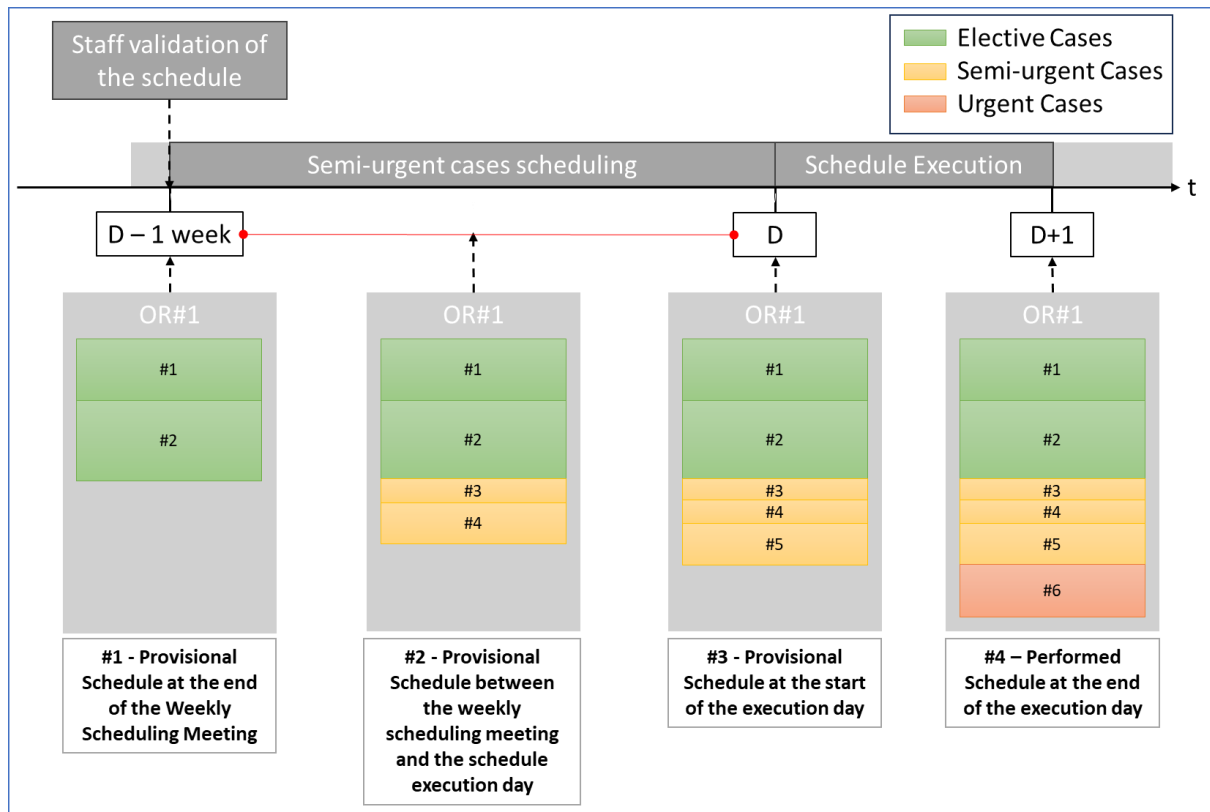 Staff validation of
the schedule
Elective Cases
Semi-urgent Cases
Urgent Cases
Semi-urgent cases scheduling
Schedule Execution
t
D – 1 week
D
D+1
OR#1
#1
#2
OR#1
#1
#2
#3
#4
OR#1
#1
#2
#3
#4
#5
OR#1
#1
#2
#3
#4
#5
#6
#1 - Provisional
Schedule at the end
of the Weekly
Scheduling Meeting
#2 - Provisional
Schedule between
the weekly
scheduling meeting
and the schedule
execution day
#3 - Provisional
Schedule at the start
of the execution day
#4 – Performed
Schedule at the end
of the execution day